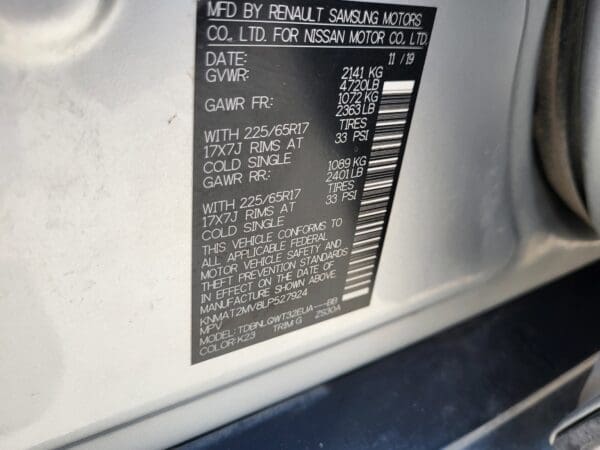 MFD BY RENAULT SAMSUNG MOTORS
CO., LTD. FOR NISSAN MOTOR CO., LTD
DATE: 11 / 19
GVWR: 2141 KG
4720LB
GAWR FR: 1072 KG
2363 LB
WITH 225/65R17 TIRES
17X7J RIMS AT 33 PSI
COLD SINGLE
GAWR RR: 1089 KG
2401 LB
WITH 225/65R17 TIRES
17X7J RIMS AT 33 PSI
COLD SINGLE
THIS VEHICLE CONFORMS TO
ALL APPLICABLE FEDERAL
MOTOR VEHICLE SAFETY AND
THEFT PREVENTION STANDARDS
IN EFFECT ON THE DATE OF
MANUFACTURE
KNMAT2MV8LP527924
MPV
MODEL: TDBNLQWT32EUA----BB
COLOR: K23 TRIM: G ZS30A